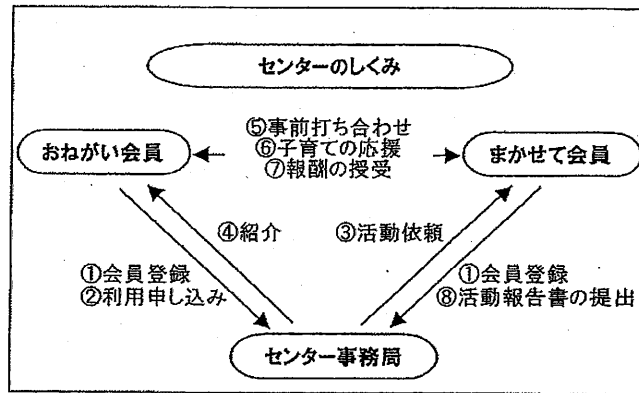 センターのしくみ
⑤事前打ち合わせ
おねがい会員
⑥子育ての応援
まかせて会員
⑦報酬の授受
④紹介
③活動依頼
①会員登録
②利用申し込み
①会員登録
⑧活動報告書の提出
センター事務局